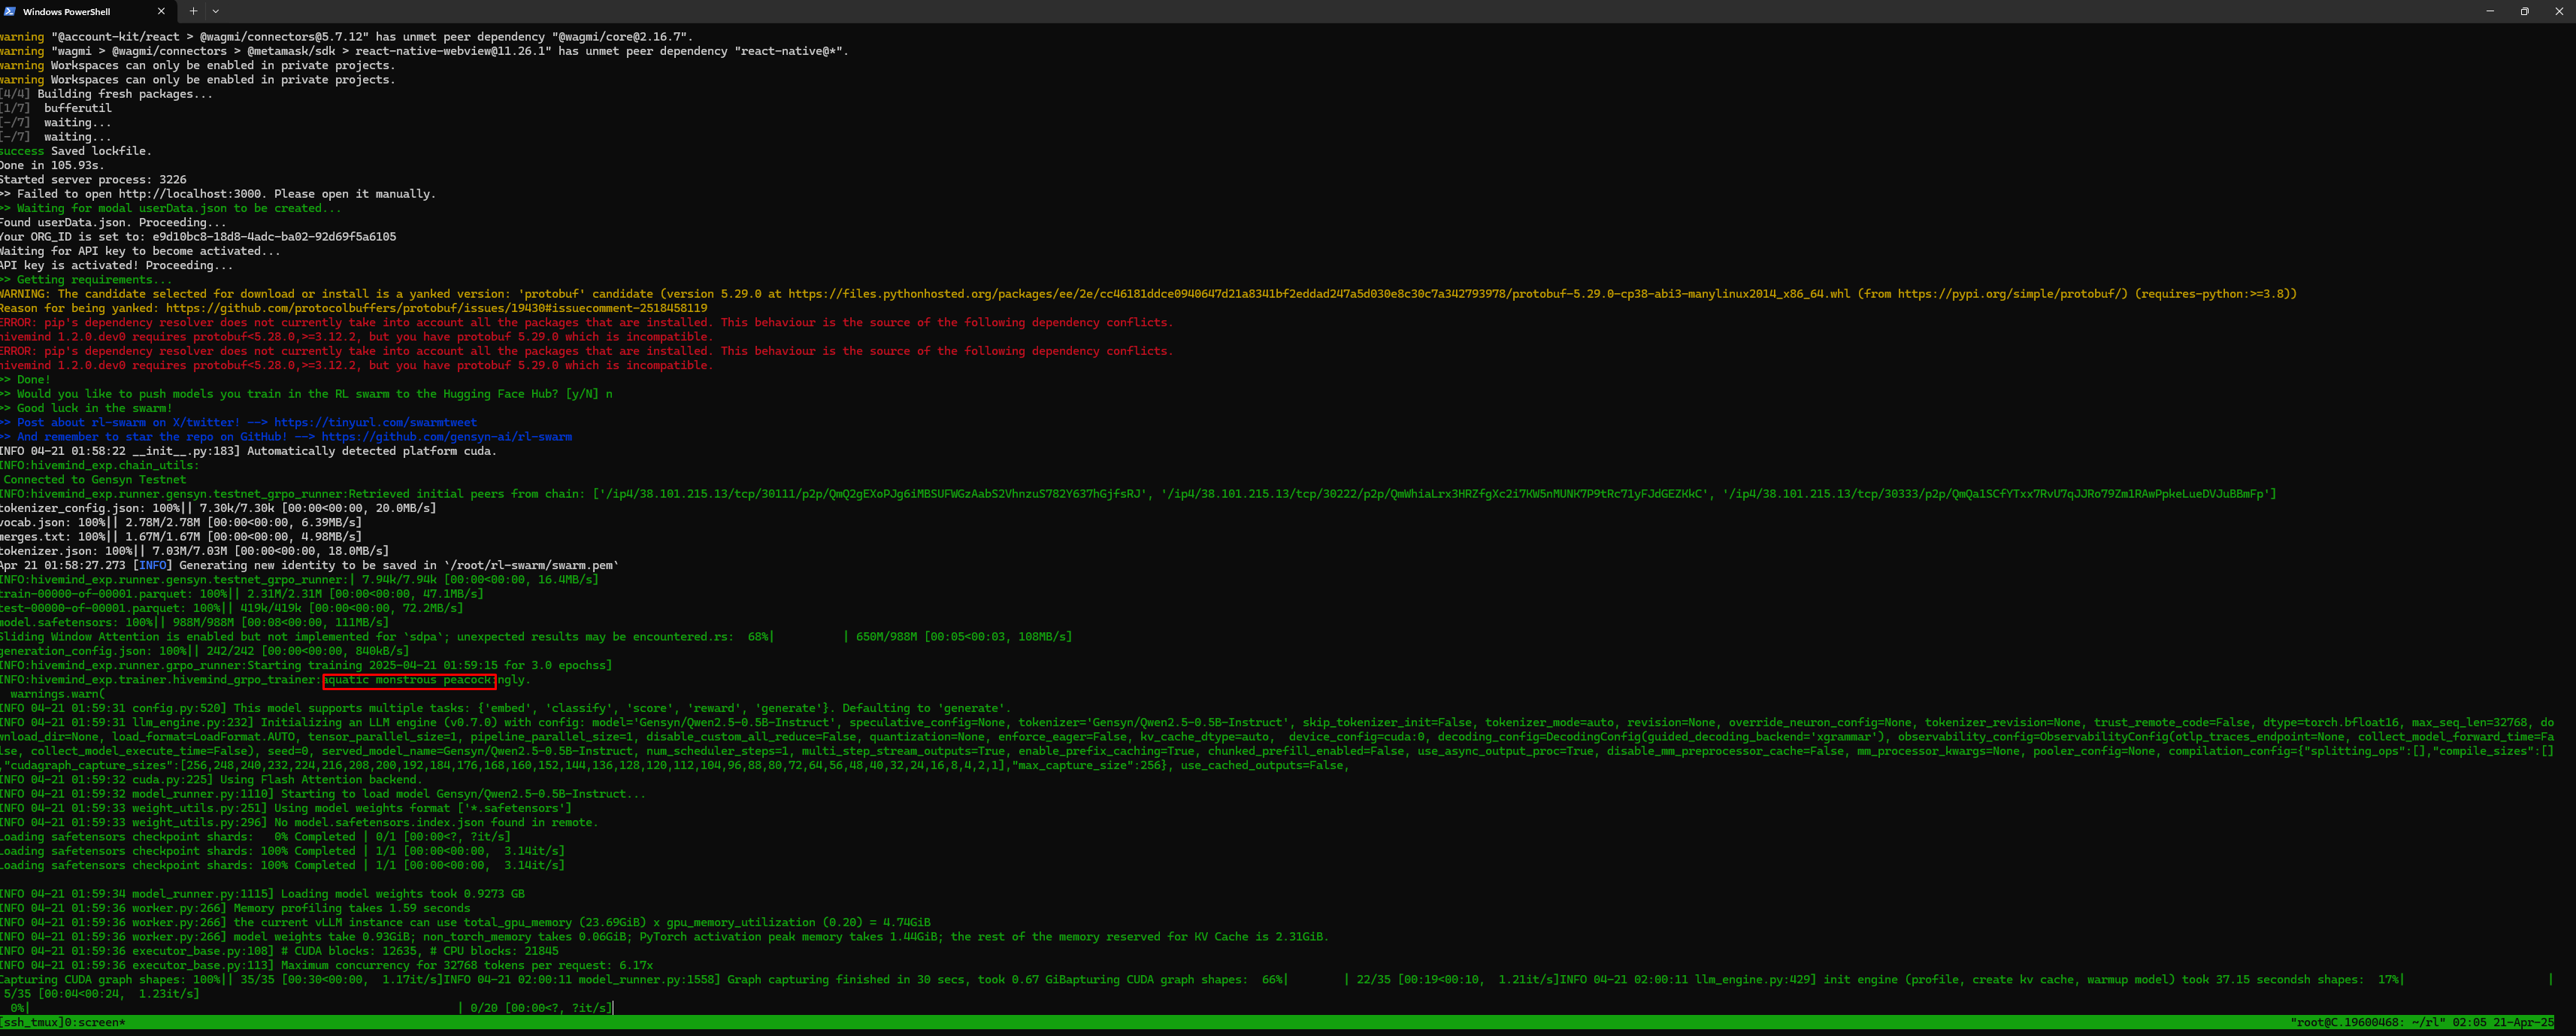 Windows PowerShell
warning "@account-kit/react > @wagmi/connectors@5.7.12" has unmet peer dependency "@wagmi/core@2.16.7".
warning "wagmi > @wagmi/connectors > @metamask/sdk > react-native-webview@11.26.1" has unmet peer dependency "react-native@*".
warning Workspaces can only be enabled in private projects.
warning Workspaces can only be enabled in private projects.
[4/4] Building fresh packages...
[1/7]  bufferutil
[-/7]  waiting...
[-/7]  waiting...
success Saved lockfile.
Done in 105.93s.
Started server process: 3226
>> Failed to open http://localhost:3000. Please open it manually.
>> Waiting for modal userData.json to be created...
Found userData.json. Proceeding...
Your ORG_ID is set to: e9d10bc8-18d8-4adc-ba02-92d69f5a6105
Waiting for API key to become activated...
API key is activated! Proceeding...
>> Getting requirements...
WARNING: The candidate selected for download or install is a yanked version: 'protobuf' candidate (version 5.29.0 at https://files.pythonhosted.org/packages/ee/2e/cc46181ddce0940647d21a8341bf2eddad247a5d030e8c30c7a342793978/protobuf-5.29.0-cp38-abi3-manylinux2014_x86_64.whl (from https://pypi.org/simple/protobuf/) (requires-python:>=3.8))
Reason for being yanked: https://github.com/protocolbuffers/protobuf/issues/19430#issuecomment-2518458119
ERROR: pip's dependency resolver does not currently take into account all the packages that are installed. This behaviour is the source of the following dependency conflicts.
hivemind 1.2.0.dev0 requires protobuf<5.28.0,>=3.12.2, but you have protobuf 5.29.0 which is incompatible.
ERROR: pip's dependency resolver does not currently take into account all the packages that are installed. This behaviour is the source of the following dependency conflicts.
hivemind 1.2.0.dev0 requires protobuf<5.28.0,>=3.12.2, but you have protobuf 5.29.0 which is incompatible.
>> Done!
>> Would you like to push models you train in the RL swarm to the Hugging Face Hub? [y/N] n
>> Good luck in the swarm!
>> Post about rl-swarm on X/twitter! --> https://tinyurl.com/swarmtweet
>> And remember to star the repo on GitHub! --> https://github.com/gensyn-ai/rl-swarm
INFO 04-21 01:58:22 __init__.py:183] Automatically detected platform cuda.
INFO:hivemind_exp.chain_utils:
 Connected to Gensyn Testnet
INFO:hivemind_exp.runner.gensyn.testnet_grpo_runner:Retrieved initial peers from chain: ['/ip4/38.101.215.13/tcp/30111/p2p/QmQ2gEXoPJg6iMBSUFWGzAabS2VhnzuS782Y637hGjfsRJ', '/ip4/38.101.215.13/tcp/30222/p2p/QmWhiaLrx3HRZfgXc2i7KW5nMUNK7P9tRc71yFJdGEZKkC', '/ip4/38.101.215.13/tcp/30333/p2p/QmQa1SCfYTxx7RvU7qJJRo79Zm1RAwPpkeLueDVJuBBmFp']
tokenizer_config.json: 100%|| 7.30k/7.30k [00:00<00:00, 20.0MB/s]
vocab.json: 100%|| 2.78M/2.78M [00:00<00:00, 6.39MB/s]
merges.txt: 100%|| 1.67M/1.67M [00:00<00:00, 4.98MB/s]
tokenizer.json: 100%|| 7.03M/7.03M [00:00<00:00, 18.0MB/s]
Apr 21 01:58:27.273 [INFO] Generating new identity to be saved in `/root/rl-swarm/swarm.pem`
INFO:hivemind_exp.runner.gensyn.testnet_grpo_runner:| 7.94k/7.94k [00:00<00:00, 16.4MB/s]
train-00000-of-00001.parquet: 100%|| 2.31M/2.31M [00:00<00:00, 47.1MB/s]
test-00000-of-00001.parquet: 100%|| 419k/419k [00:00<00:00, 72.2MB/s]
model.safetensors: 100%|| 988M/988M [00:08<00:00, 111MB/s]
Sliding Window Attention is enabled but not implemented for `sdpa`; unexpected results may be encountered.rs:  68%|          | 650M/988M [00:05<00:03, 108MB/s]
generation_config.json: 100%|| 242/242 [00:00<00:00, 840kB/s]
INFO:hivemind_exp.runner.grpo_runner:Starting training 2025-04-21 01:59:15 for 3.0 epochss]
INFO:hivemind_exp.trainer.hivemind_grpo_trainer:aquatic monstrous peacock:ngly.
  warnings.warn(
INFO 04-21 01:59:31 config.py:520] This model supports multiple tasks: {'embed', 'classify', 'score', 'reward', 'generate'}. Defaulting to 'generate'.
INFO 04-21 01:59:31 llm_engine.py:232] Initializing an LLM engine (v0.7.0) with config: model='Gensyn/Qwen2.5-0.5B-Instruct', speculative_config=None, tokenizer='Gensyn/Qwen2.5-0.5B-Instruct', skip_tokenizer_init=False, tokenizer_mode=auto, revision=None, override_neuron_config=None, tokenizer_revision=None, trust_remote_code=False, dtype=torch.bfloat16, max_seq_len=32768, do
wnload_dir=None, load_format=LoadFormat.AUTO, tensor_parallel_size=1, pipeline_parallel_size=1, disable_custom_all_reduce=False, quantization=None, enforce_eager=False, kv_cache_dtype=auto,  device_config=cuda:0, decoding_config=DecodingConfig(guided_decoding_backend='xgrammar'), observability_config=ObservabilityConfig(otlp_traces_endpoint=None, collect_model_forward_time=Fa
lse, collect_model_execute_time=False), seed=0, served_model_name=Gensyn/Qwen2.5-0.5B-Instruct, num_scheduler_steps=1, multi_step_stream_outputs=True, enable_prefix_caching=True, chunked_prefill_enabled=False, use_async_output_proc=True, disable_mm_preprocessor_cache=False, mm_processor_kwargs=None, pooler_config=None, compilation_config={"splitting_ops":[],"compile_sizes":[]
,"cudagraph_capture_sizes":[256,248,240,232,224,216,208,200,192,184,176,168,160,152,144,136,128,120,112,104,96,88,80,72,64,56,48,40,32,24,16,8,4,2,1],"max_capture_size":256}, use_cached_outputs=False,
INFO 04-21 01:59:32 cuda.py:225] Using Flash Attention backend.
INFO 04-21 01:59:32 model_runner.py:1110] Starting to load model Gensyn/Qwen2.5-0.5B-Instruct...
INFO 04-21 01:59:33 weight_utils.py:251] Using model weights format ['*.safetensors']
INFO 04-21 01:59:33 weight_utils.py:296] No model.safetensors.index.json found in remote.
Loading safetensors checkpoint shards:   0% Completed | 0/1 [00:00<?, ?it/s]
Loading safetensors checkpoint shards: 100% Completed | 1/1 [00:00<00:00,  3.14it/s]
Loading safetensors checkpoint shards: 100% Completed | 1/1 [00:00<00:00,  3.14it/s]
INFO 04-21 01:59:34 model_runner.py:1115] Loading model weights took 0.9273 GB
INFO 04-21 01:59:36 worker.py:266] Memory profiling takes 1.59 seconds
INFO 04-21 01:59:36 worker.py:266] the current vLLM instance can use total_gpu_memory (23.69GiB) x gpu_memory_utilization (0.20) = 4.74GiB
INFO 04-21 01:59:36 worker.py:266] model weights take 0.93GiB; non_torch_memory takes 0.06GiB; PyTorch activation peak memory takes 1.44GiB; the rest of the memory reserved for KV Cache is 2.31GiB.
INFO 04-21 01:59:36 executor_base.py:108] # CUDA blocks: 12635, # CPU blocks: 21845
INFO 04-21 01:59:36 executor_base.py:113] Maximum concurrency for 32768 tokens per request: 6.17x
Capturing CUDA graph shapes: 100%|| 35/35 [00:30<00:00,  1.17it/s]INFO 04-21 02:00:11 model_runner.py:1558] Graph capturing finished in 30 secs, took 0.67 GiBapturing CUDA graph shapes:  66%|        | 22/35 [00:19<00:10,  1.21it/s]INFO 04-21 02:00:11 llm_engine.py:429] init engine (profile, create kv cache, warmup model) took 37.15 secondsh shapes:  17%|                    |
 5/35 [00:04<00:24,  1.23it/s]
  0%|                                                          | 0/20 [00:00<?, ?it/s]
[ssh_tmux]0:screen* "root@C.19600468: ~/rl" 02:05 21-Apr-25